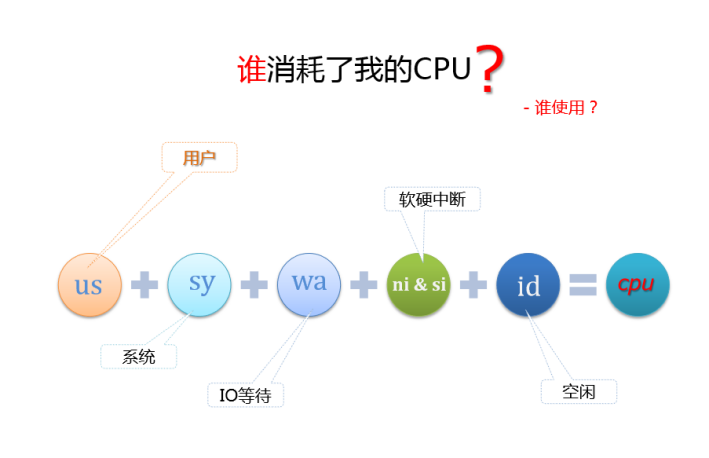 谁消耗了我的CPU？
- 谁使用？
用户
软硬中断
us + sy + wa + ni & si + id = cpu
系统
IO等待
空闲